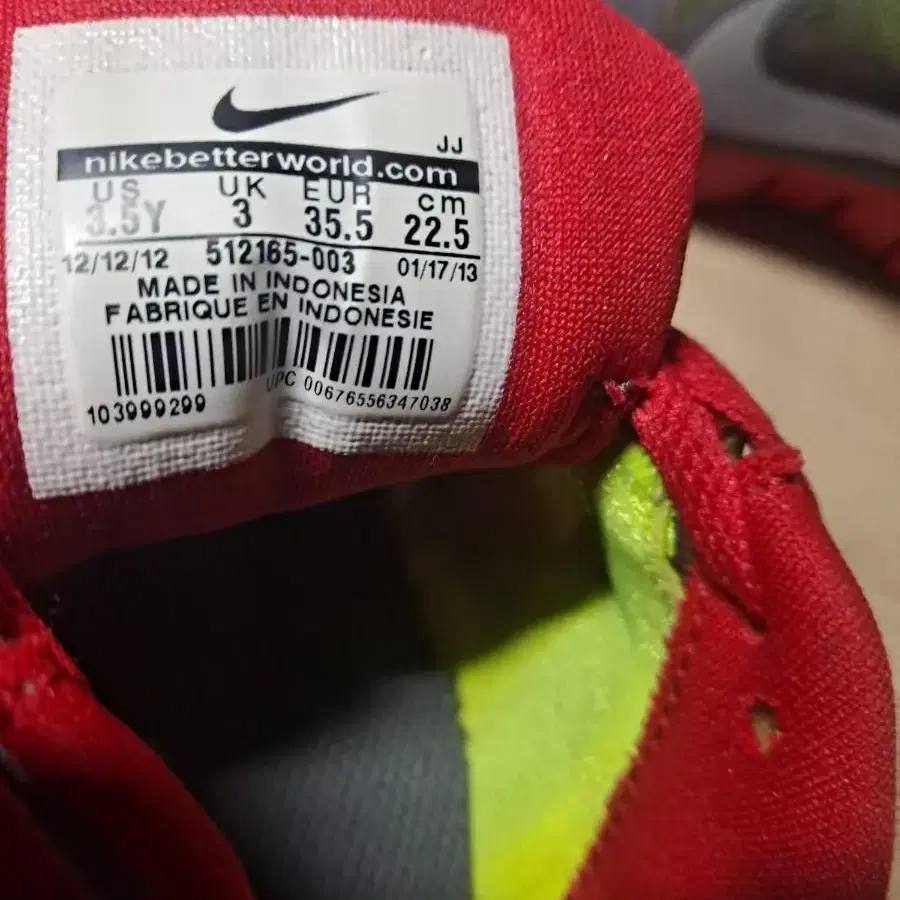 JJ
nikebetterworld.com
US UK EUR cm
3.5Y 3 35.5 22.5
12/12/12 512165-003 01/17/13
MADE IN INDONESIA
FABRIQUE EN INDONESIE
UPC 00676556347038
103999299